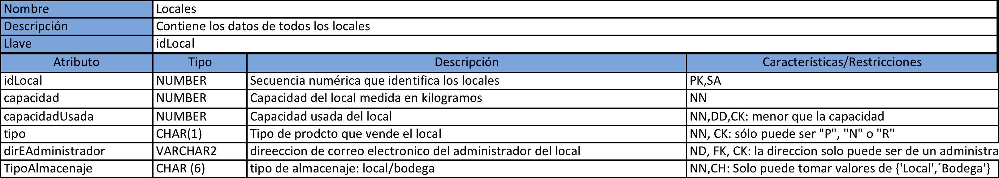 Nombre Locales
Descripción Contiene los datos de todos los locales
Llave idLocal
Atributo Tipo Descripción Características/Restricciones
idLocal NUMBER Secuencia numérica que identifica los locales PK,SA
capacidad NUMBER Capacidad del local medida en kilogramos NN
capacidadUsada NUMBER Capacidad usada del local NN,DD,CK: menor que la capacidad
tipo CHAR(1) Tipo de prodcto que vende el local NN, CK: sólo puede ser "P", "N" o "R"
dirEAdministrador VARCHAR2 direeccion de correo electronico del administrador del local ND, FK, CK: la direccion solo puede ser de un administra
TipoAlmacenaje CHAR (6) tipo de almacenaje: local/bodega NN,CH: Solo puede tomar valores de {'Local',´Bodega'}